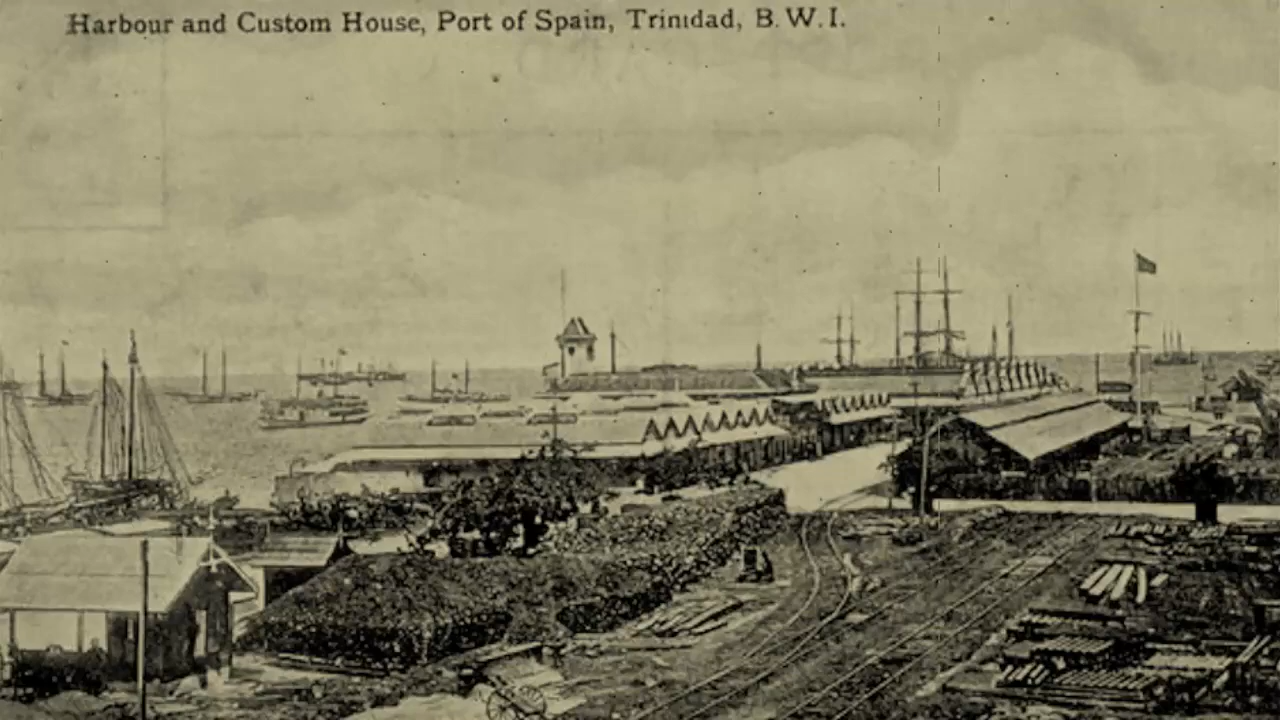 Harbour and Custom House, Port of Spain, Trinidad, B. W. I.